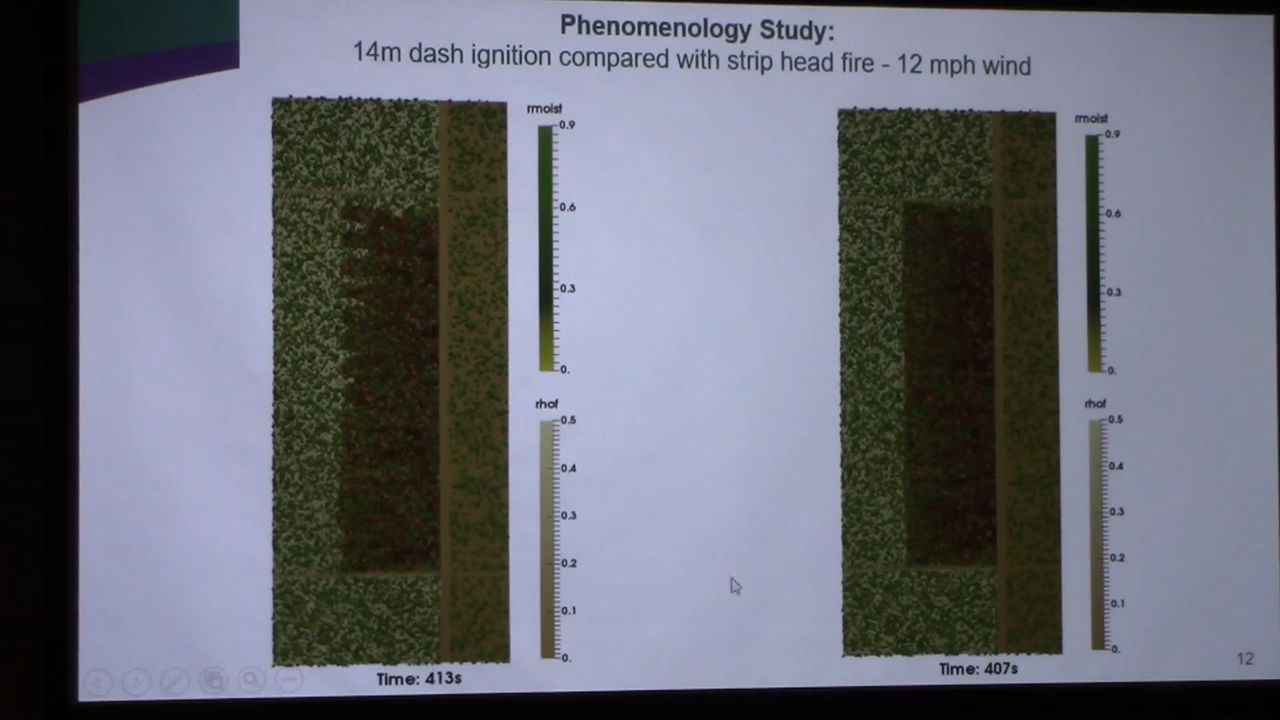 Phenomenology Study:
14m dash ignition compared with strip head fire - 12 mph wind
rmoist
0.9
0.6
0.3
0.
rhof
0.5
0.4
0.3
0.2
0.1
0.
Time: 413s
rmoist
0.9
0.6
0.3
0.
rhof
0.5
0.4
0.3
0.2
0.1
0.
Time: 407s
12